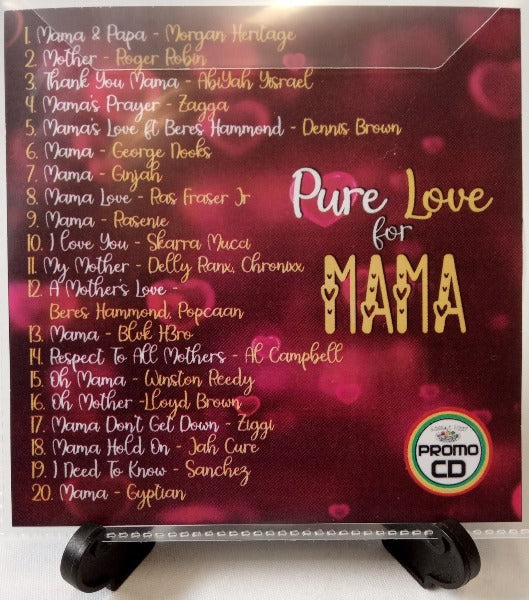 1. Mama & Papa - Morgan Heritage
2. Mother - Roger Robin
3. Thank You Mama - AbiYah Yisrael
4. Mama's Prayer - Zagga
5. Mama's Love ft Beres Hammond - Dennis Brown
6. Mama - George Nooks
7. Mama - Ginjah
8. Mama Love - Ras Fraser Jr
9. Mama - Rasenie
10. I Love You - Skarra Mucci
11. My Mother - Delly Ranx, Chronixx
12. A Mother's Love -
Beres Hammond, Popcaan
13. Mama - Blvk H3ro
14. Respect To All Mothers - Al Campbell
15. Oh Mama - Winston Reedy
16. Oh Mother -Lloyd Brown
17. Mama Don't Get Down - Ziggi
18. Mama Hold On - Jah Cure
19. I Need To Know - Sanchez
20. Mama - Gyptian
Pure Love
for
MAMA
PROMO
CD